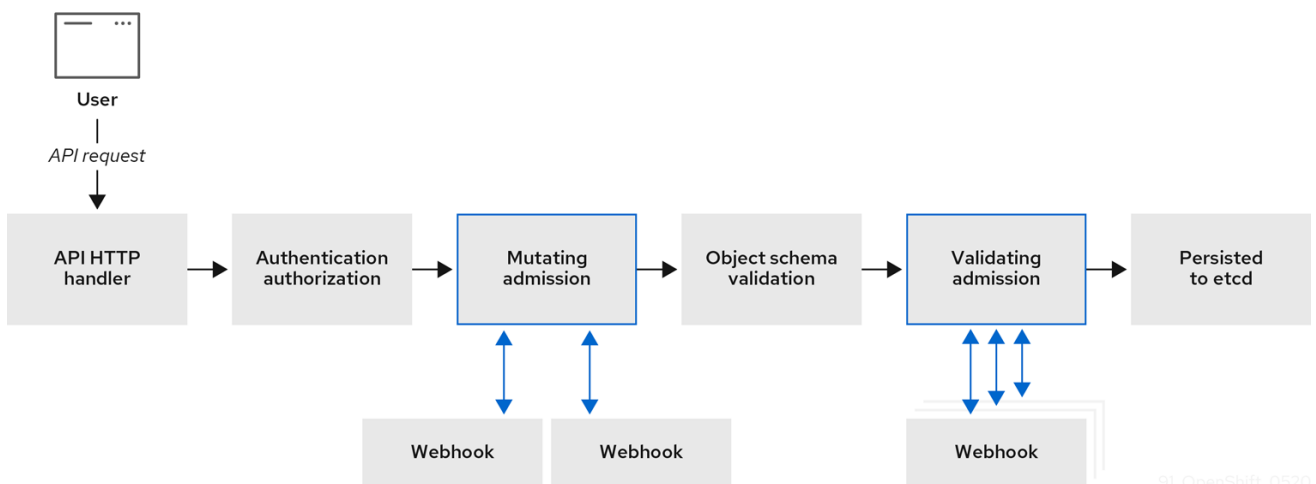 User
API request
API HTTP
handler
Authentication
authorization
Mutating
admission
Object schema
validation
Validating
admission
Persisted
to etcd
Webhook
Webhook
Webhook
91_OpenShift_0520